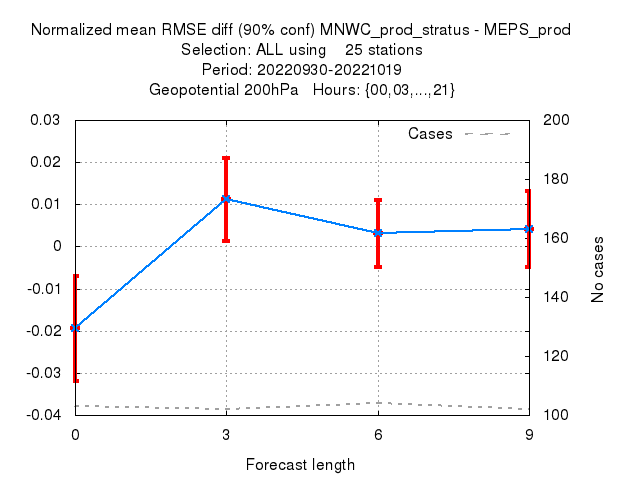 Normalized mean RMSE diff (90% conf) MNWC_prod_stratus - MEPS_prod
Selection: ALL using    25 stations
Period: 20220930-20221019
Geopotential 200hPa   Hours: {00,03,...,21}
Cases
0.03
0.02
0.01
0
-0.01
-0.02
-0.03
-0.04
200
180
160
140
120
100
No cases
0 3 6 9
Forecast length